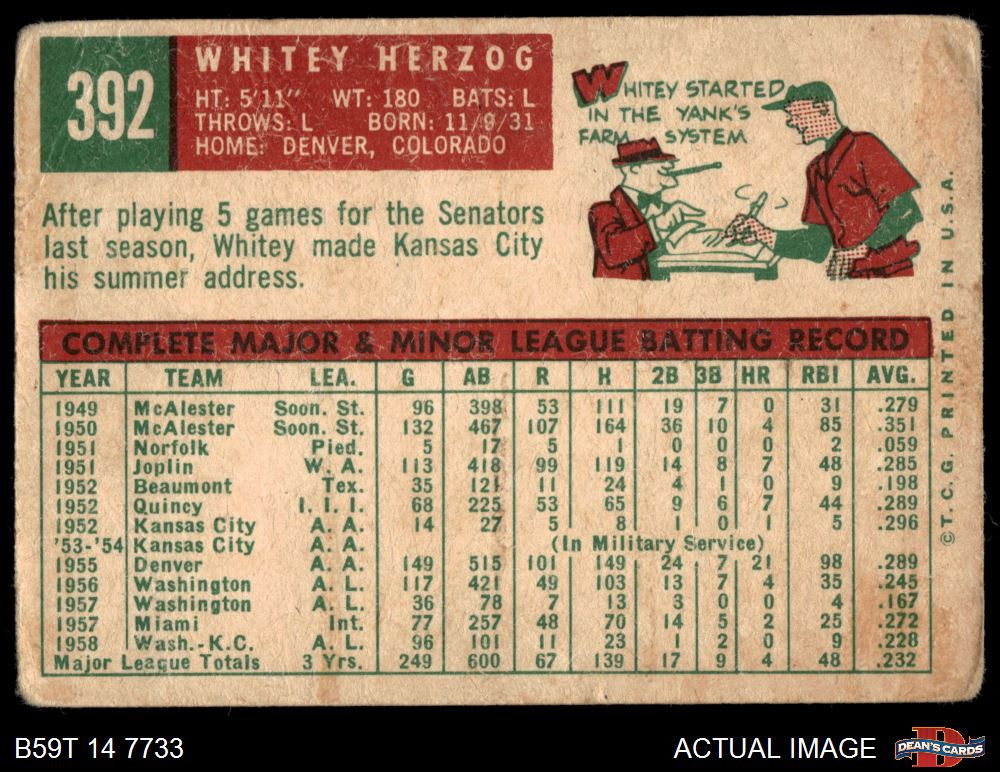 392
WHITEY HERZOG
HT: 5'11" WT: 180 BATS: L
THROWS: L BORN: 11/9/31
HOME: DENVER, COLORADO
WHITEY STARTED
IN THE YANK'S
FARM SYSTEM
After playing 5 games for the Senators
last season, Whitey made Kansas City
his summer address.
COMPLETE MAJOR & MINOR LEAGUE BATTING RECORD
YEAR TEAM LEA. G AB R H 2B 3B HR RBI AVG.
1949 McAlester Soon. St. 96 398 53 111 19 7 0 31 .279
1950 McAlester Soon. St. 132 467 107 164 36 10 4 85 .351
1951 Norfolk Pied. 5 17 5 1 0 0 0 2 .059
1951 Joplin W. A. 113 418 99 119 14 8 7 48 .285
1952 Beaumont Tex. 35 121 11 24 4 1 0 9 .198
1952 Quincy I. I. I. 68 225 53 65 9 6 7 44 .289
1952 Kansas City A. A. 14 27 5 8 1 0 1 5 .296
'53-'54 Kansas City A. A. (In Military Service)
1955 Denver A. A. 149 515 101 149 24 7 21 98 .289
1956 Washington A. L. 117 421 49 103 13 7 4 35 .245
1957 Washington A. L. 36 78 7 13 3 0 0 4 .167
1957 Miami Int. 77 257 48 70 14 5 2 25 .272
1958 Wash.-K.C. A. L. 96 101 11 23 1 2 0 9 .228
Major League Totals 3 Yrs. 249 600 67 139 17 9 4 48 .232
© T. C. G. PRINTED IN U.S.A.
B59T 14 7733
ACTUAL IMAGE
DEAN'S CARDS